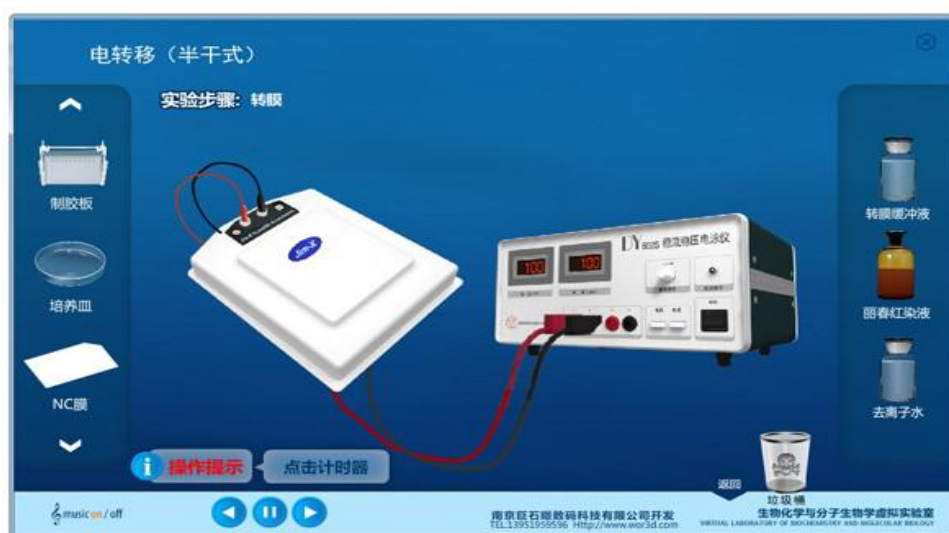 电转移（半干式）
实验步骤：转膜
制胶板
培养皿
NC膜
转膜缓冲液
丽春红染液
去离子水
DY 602S 稳流稳压电泳仪
100
100
i 操作提示
点击计时器
返回
垃圾桶
music on / off
南京巨石磐数码科技有限公司开发
TEL:13951959596 Http://www.wor3d.com
生物化学与分子生物学虚拟实验室
VIRTUAL LABORATORY OF BIOCHEMISTRY AND MOLECULAR BIOLOGY